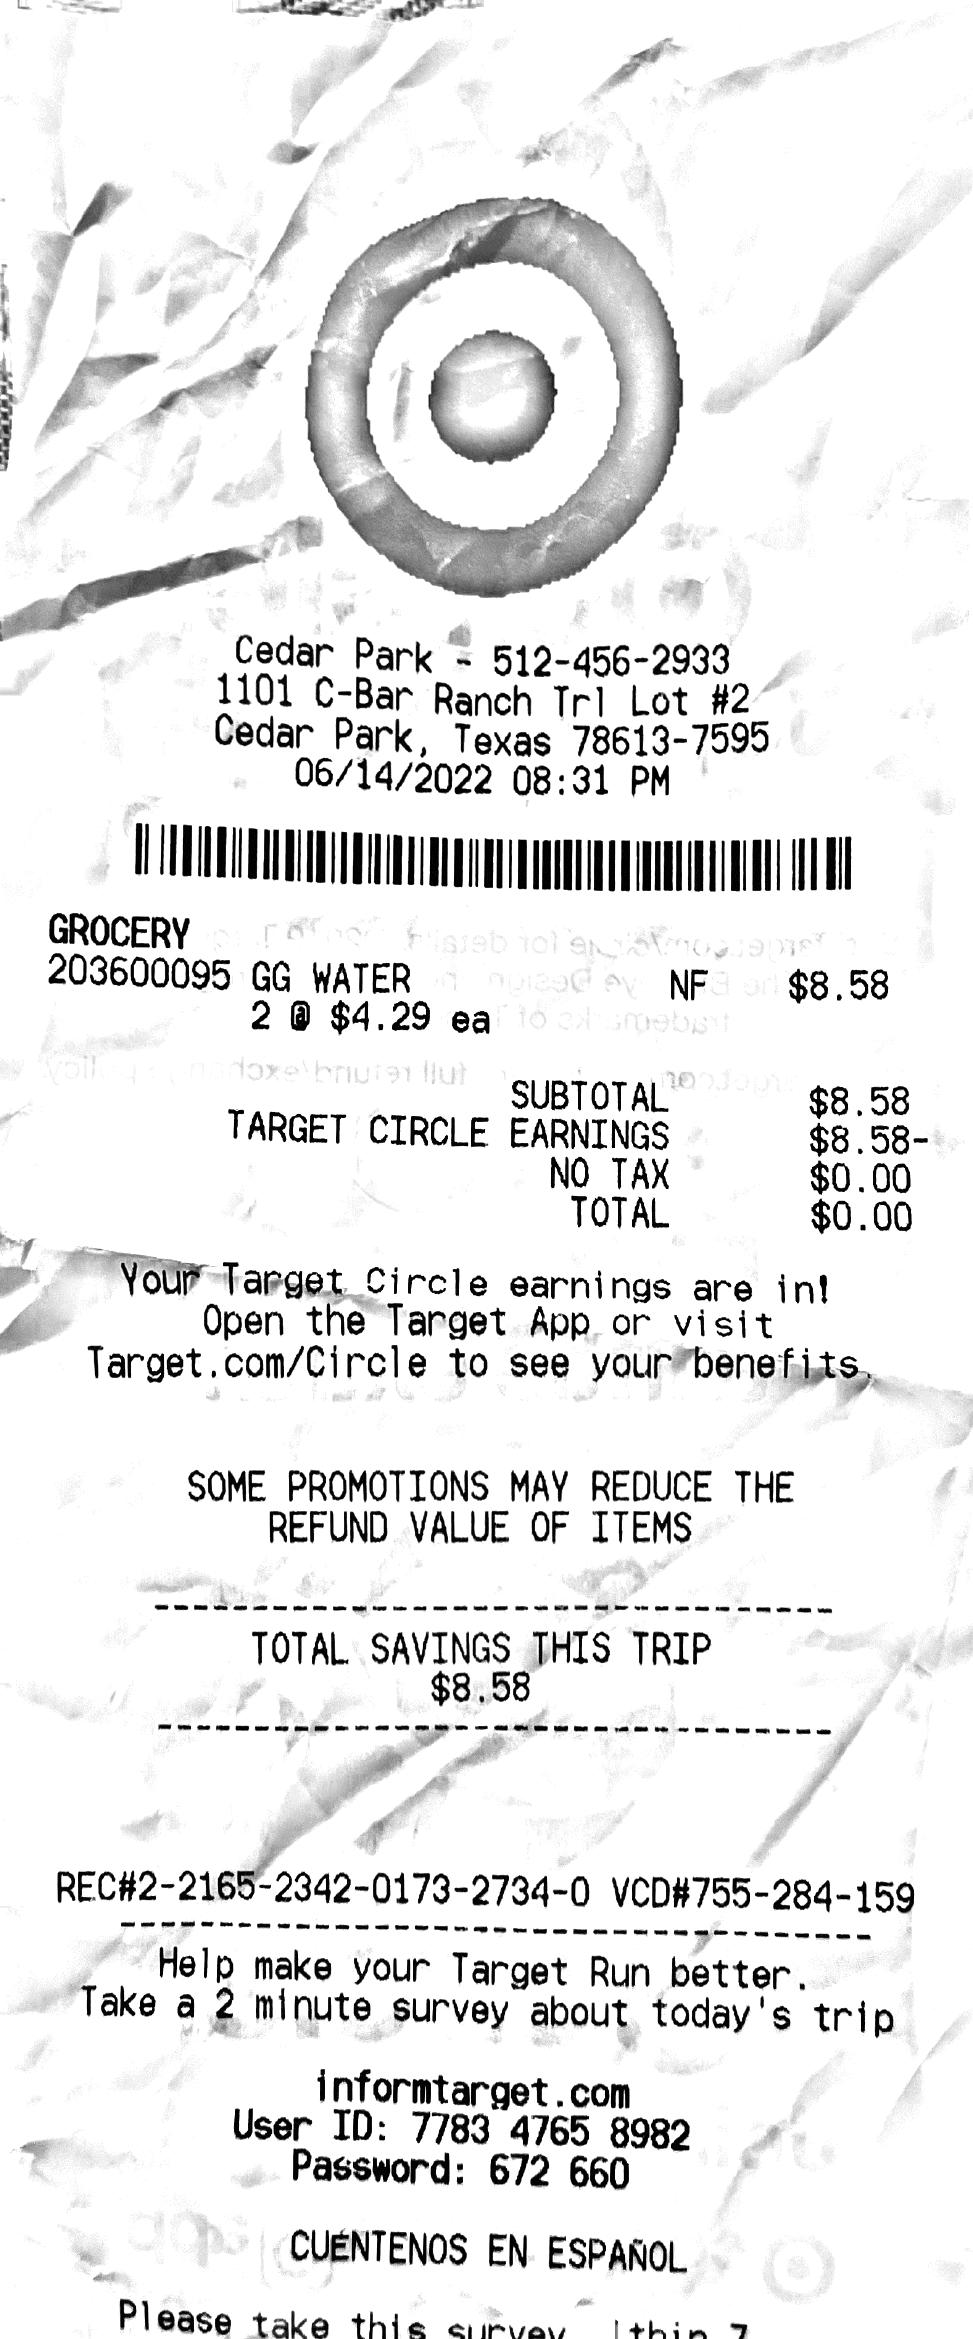 Cedar Park - 512-456-2933
1101 C-Bar Ranch Trl Lot #2
Cedar Park, Texas 78613-7595
06/14/2022 08:31 PM
GROCERY
203600095 GG WATER NF $8.58
2 @ $4.29 ea
SUBTOTAL $8.58
TARGET CIRCLE EARNINGS $8.58-
NO TAX $0.00
TOTAL $0.00
Your Target Circle earnings are in!
Open the Target App or visit
Target.com/Circle to see your benefits.
SOME PROMOTIONS MAY REDUCE THE
REFUND VALUE OF ITEMS
----------------------------------
TOTAL SAVINGS THIS TRIP
$8.58
----------------------------------
REC#2-2165-2342-0173-2734-0 VCD#755-284-159
--------------------------------------
Help make your Target Run better.
Take a 2 minute survey about today's trip
informtarget.com
User ID: 7783 4765 8982
Password: 672 660
CUÉNTENOS EN ESPAÑOL
Please take this survey 7